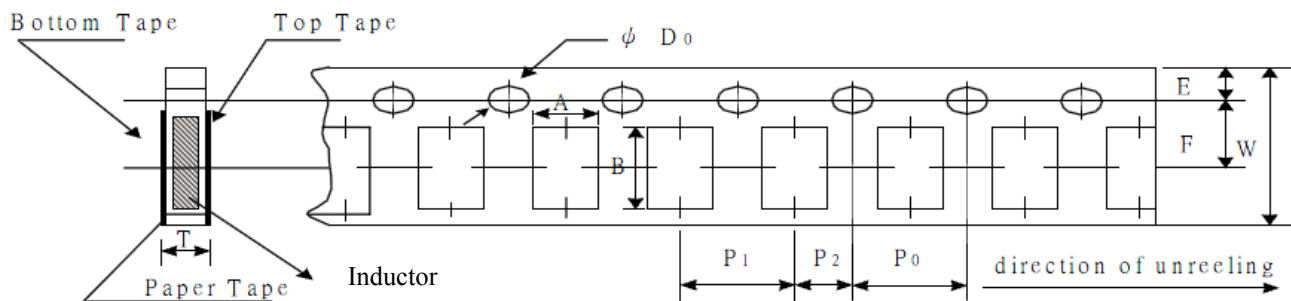 Bottom Tape
Top Tape
ϕ D0
E
A
F
W
B
T
P1
P2
P0
direction of unreeling
Inductor
Paper Tape